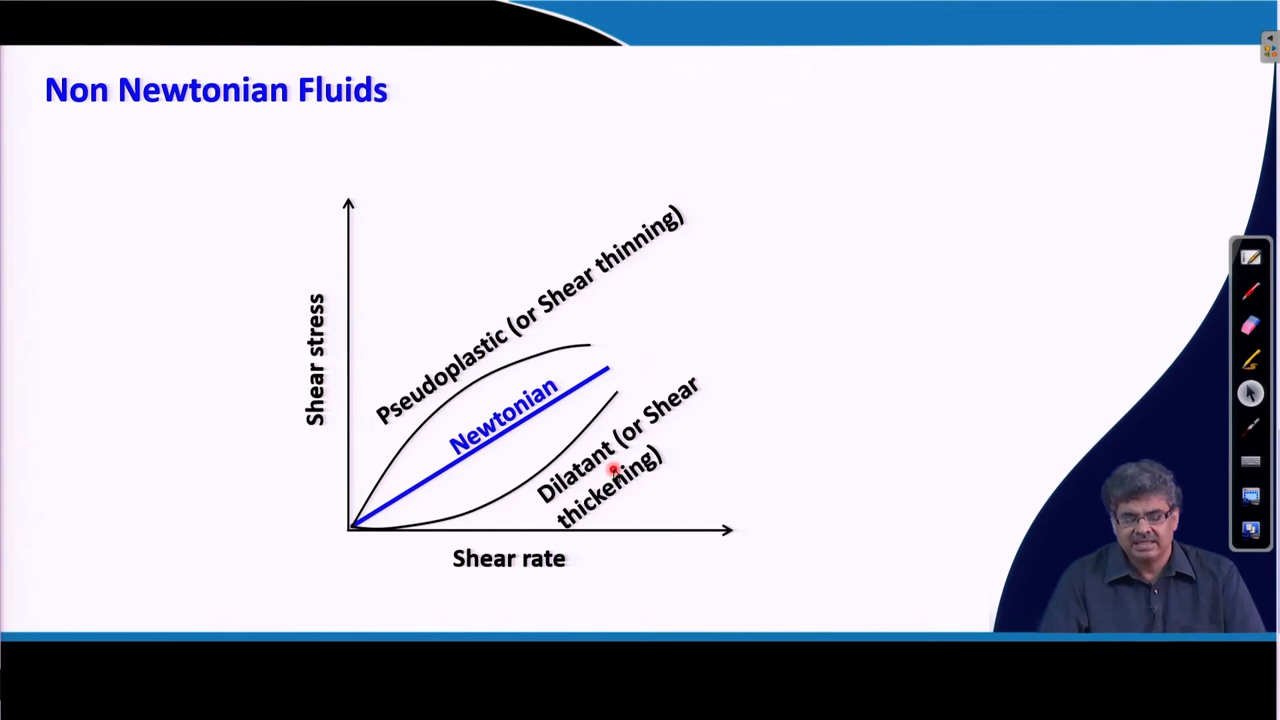 Non Newtonian Fluids
Shear stress
Pseudoplastic (or Shear thinning)
Newtonian
Dilatant (or Shear
thickening)
Shear rate